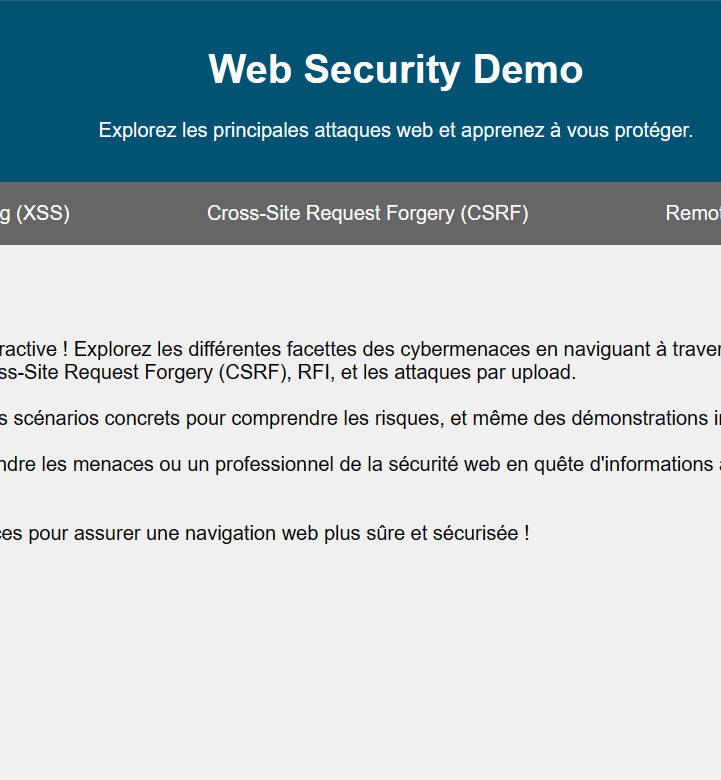 Web Security Demo
Explorez les principales attaques web et apprenez à vous protéger.
g (XSS) Cross-Site Request Forgery (CSRF) Remot
ractive ! Explorez les différentes facettes des cybermenaces en naviguant à traver
ss-Site Request Forgery (CSRF), RFI, et les attaques par upload.
s scénarios concrets pour comprendre les risques, et même des démonstrations i
ndre les menaces ou un professionnel de la sécurité web en quête d'informations
ces pour assurer une navigation web plus sûre et sécurisée !